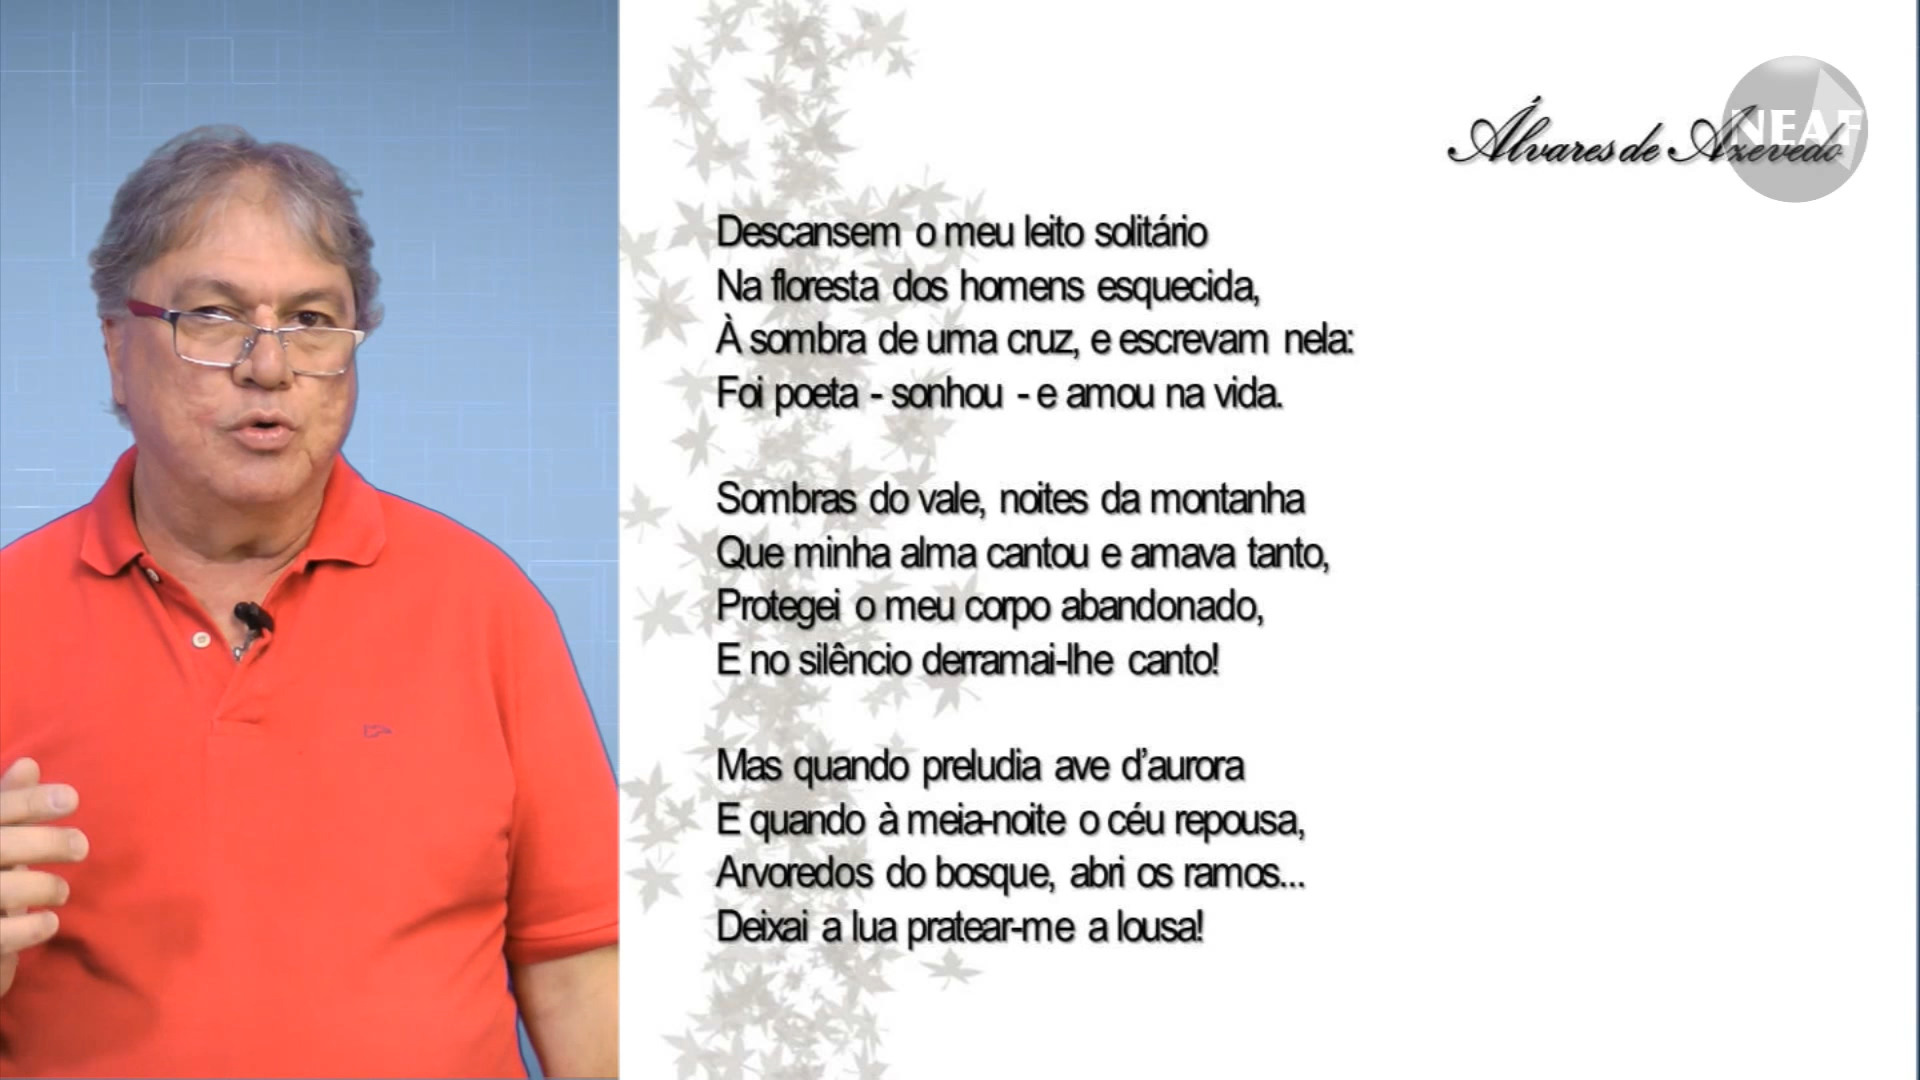 Álvares de Azevedo
NEAF
Descansem o meu leito solitário
Na floresta dos homens esquecida,
À sombra de uma cruz, e escrevam nela:
Foi poeta - sonhou - e amou na vida.
Sombras do vale, noites da montanha
Que minha alma cantou e amava tanto,
Protegei o meu corpo abandonado,
E no silêncio derramai-lhe canto!
Mas quando preludia ave d’aurora
E quando à meia-noite o céu repousa,
Arvoredos do bosque, abri os ramos...
Deixai a lua pratear-me a lousa!